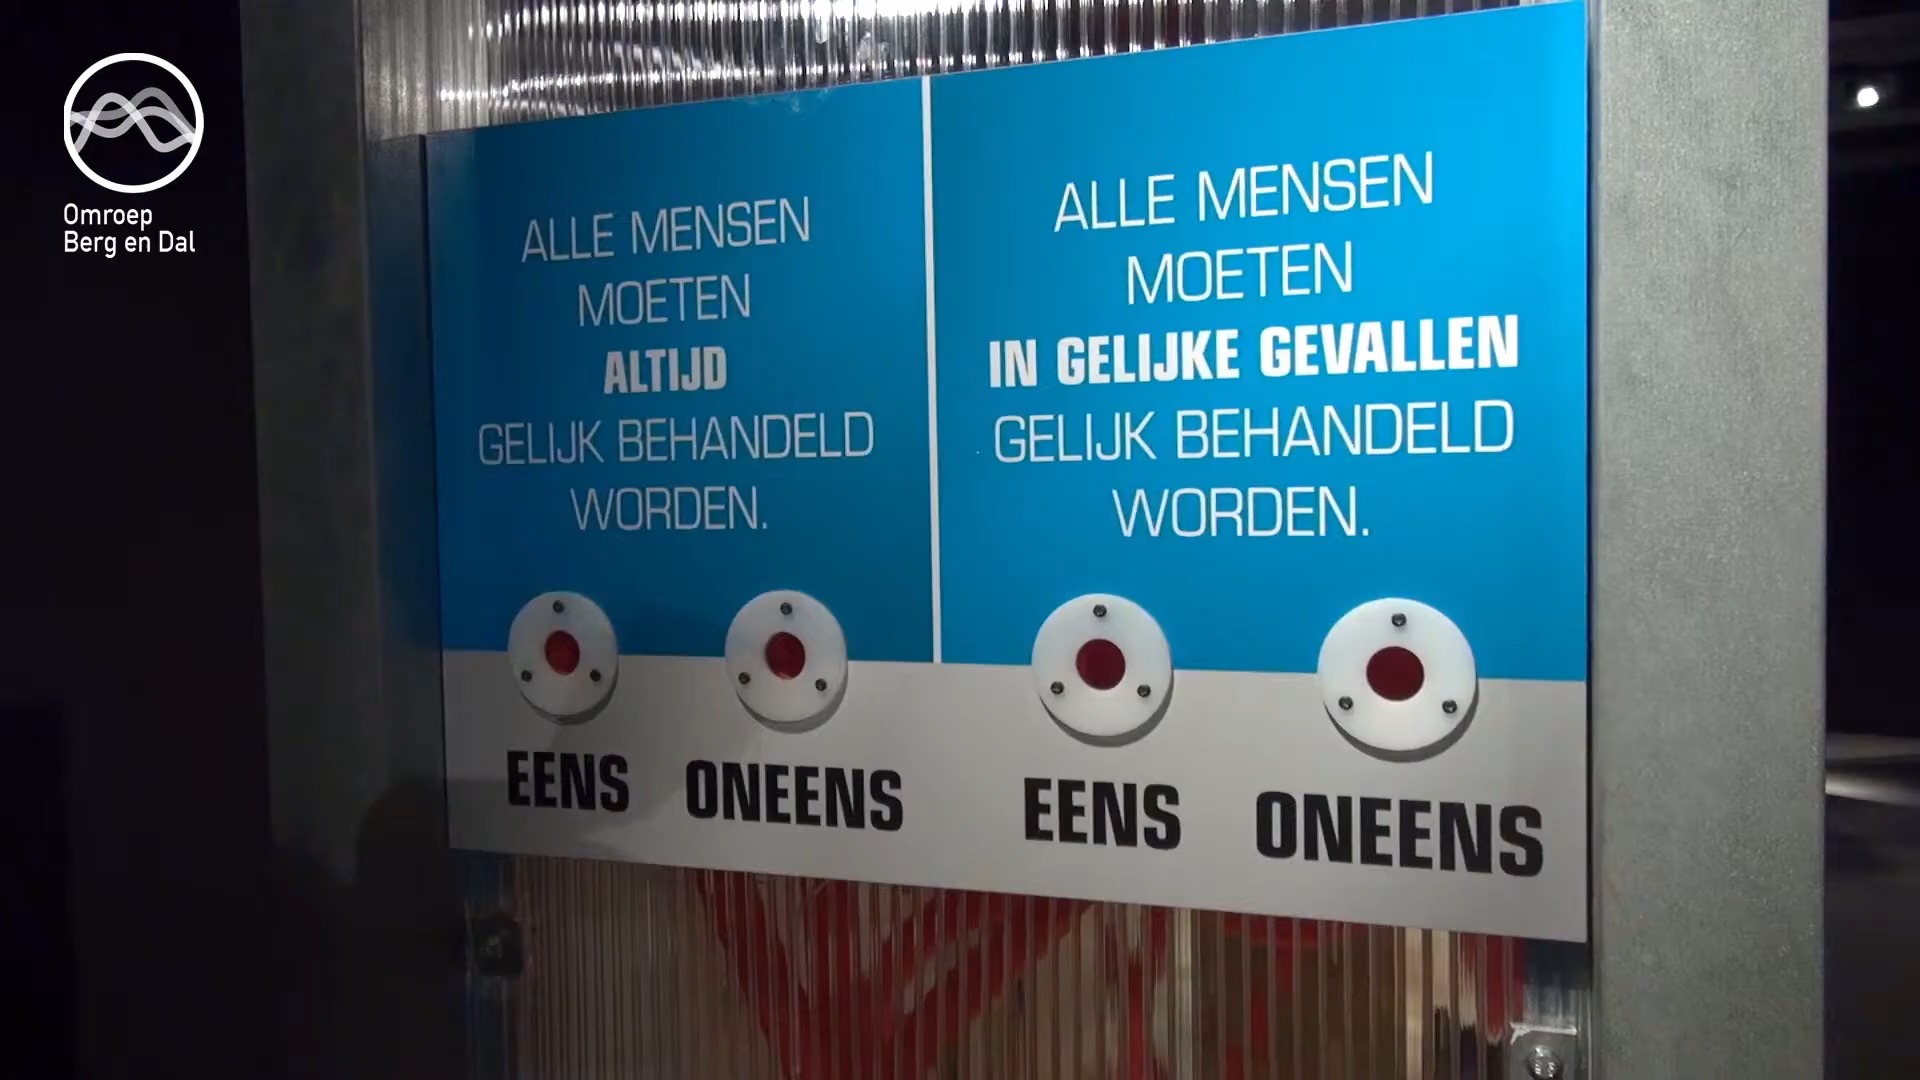 Omroep
Berg en Dal
ALLE MENSEN
MOETEN
ALTIJD
GELIJK BEHANDELD
WORDEN.
EENS ONEENS
ALLE MENSEN
MOETEN
IN GELIJKE GEVALLEN
GELIJK BEHANDELD
WORDEN.
EENS ONEENS